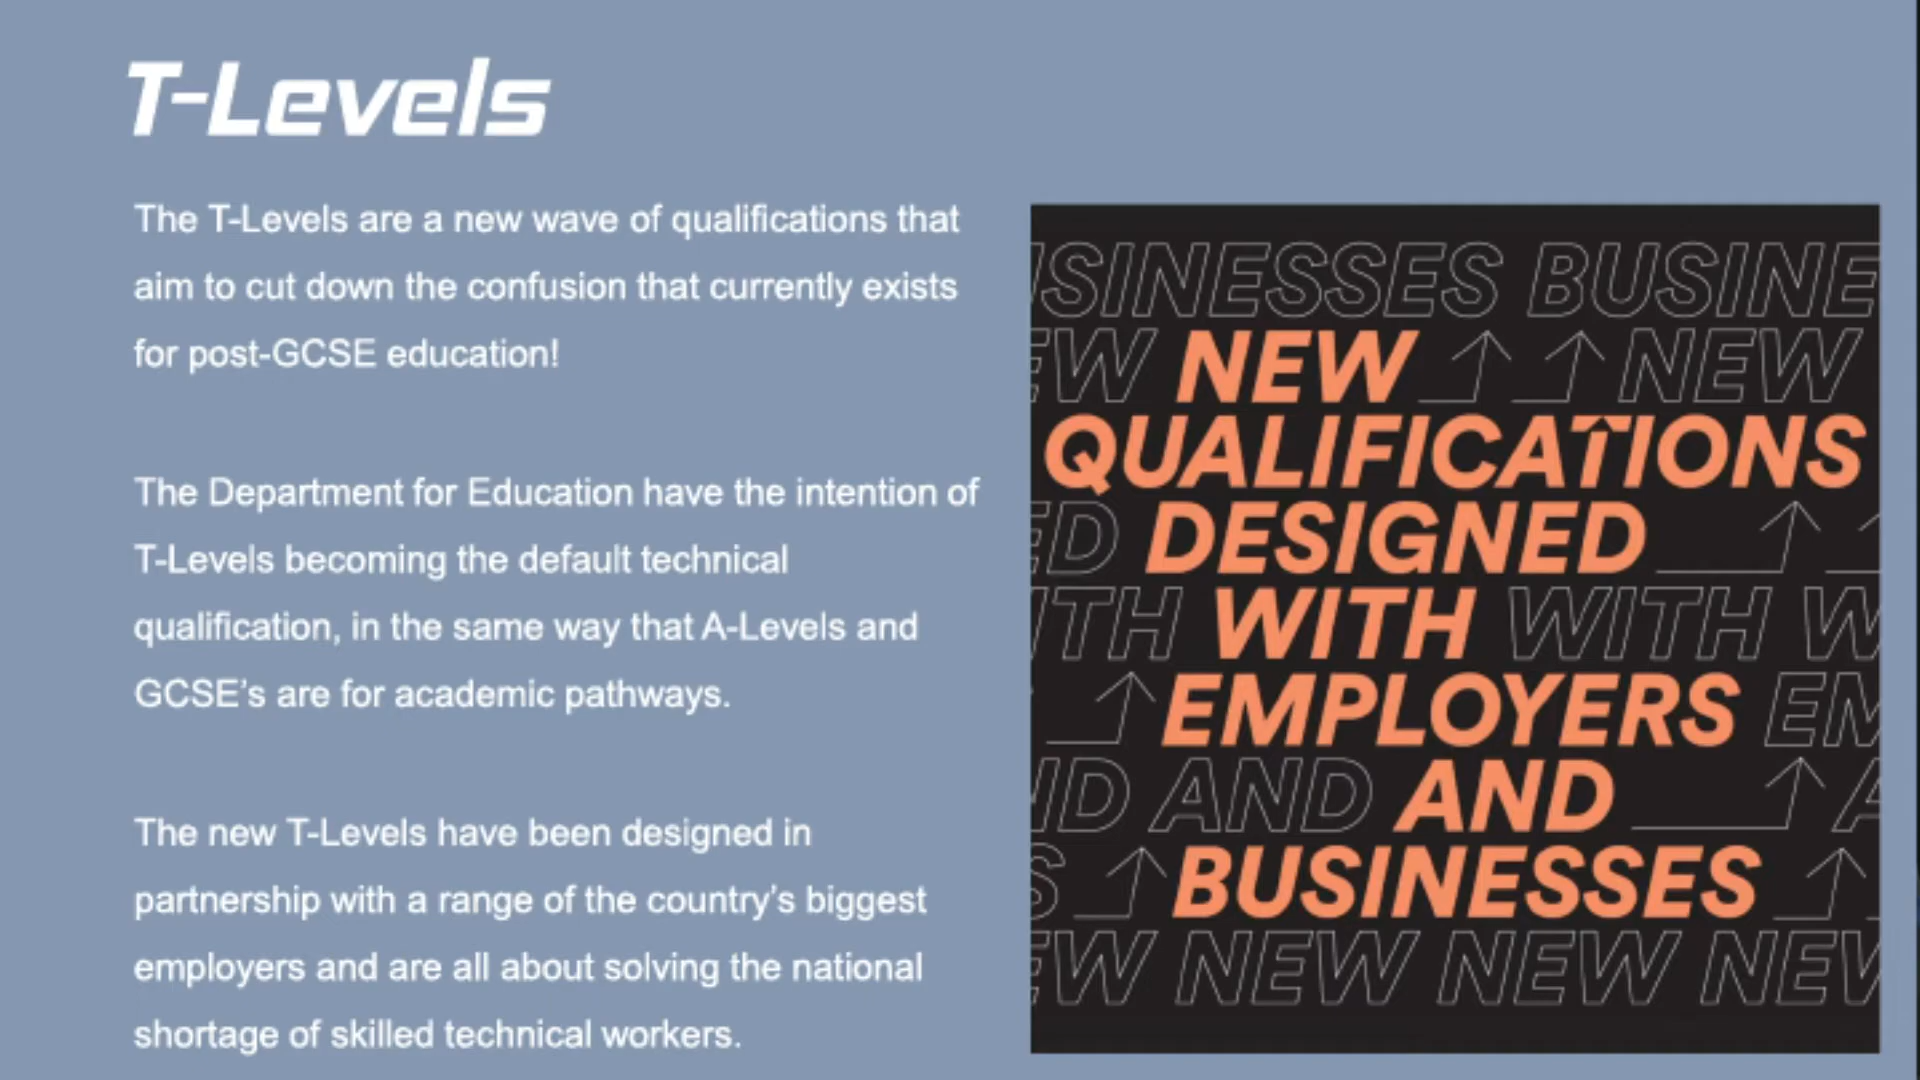 T-Levels
The T-Levels are a new wave of qualifications that
aim to cut down the confusion that currently exists
for post-GCSE education!
The Department for Education have the intention of
T-Levels becoming the default technical
qualification, in the same way that A-Levels and
GCSE's are for academic pathways.
The new T-Levels have been designed in
partnership with a range of the country's biggest
employers and are all about solving the national
shortage of skilled technical workers.
SINESSES BUSINE
EW NEW NEW
QUALIFICATIONS
ED DESIGNED
ITH WITH WITH W
EMPLOYERS EM
ND AND AND A
S BUSINESSES
EW NEW NEW NEW